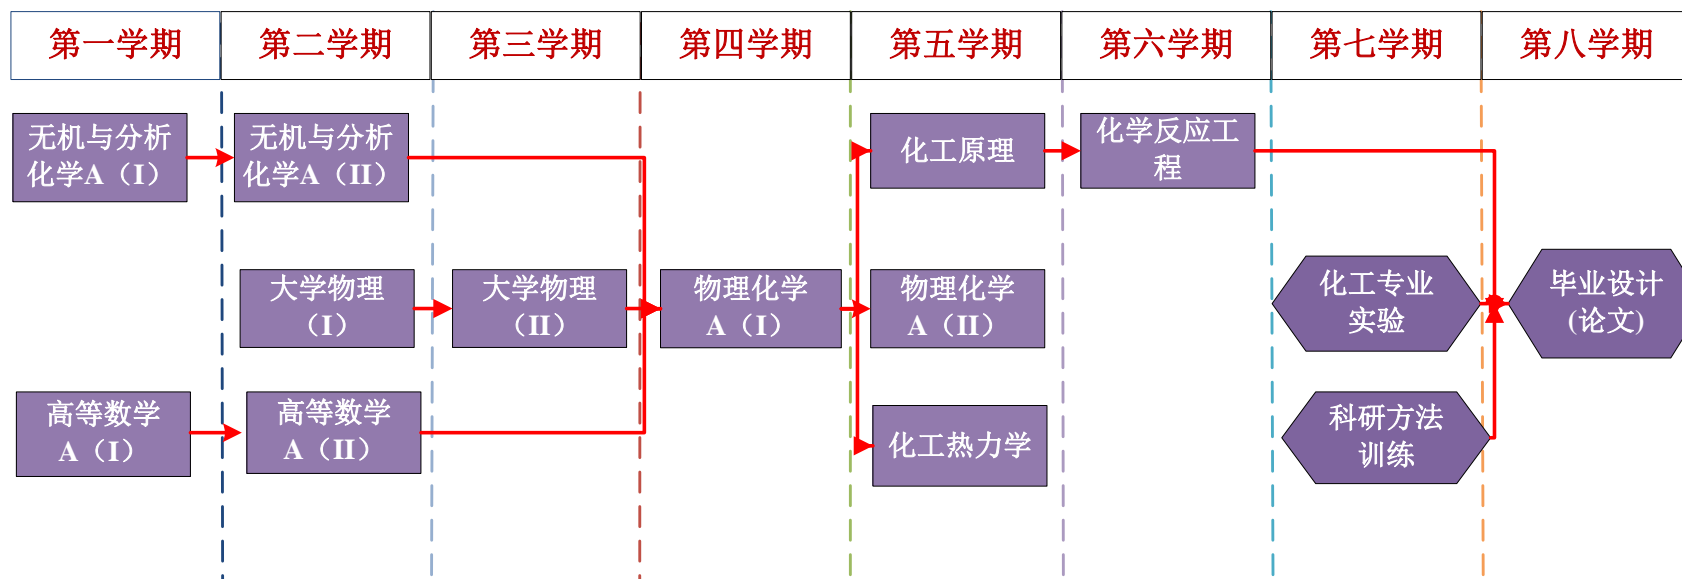 第一学期
第二学期
第三学期
第四学期
第五学期
第六学期
第七学期
第八学期
无机与分析
化学A（I）
无机与分析
化学A（II）
化工原理
化学反应工
程
大学物理
（I）
大学物理
（II）
物理化学
A（I）
物理化学
A（II）
化工专业
实验
毕业设计
(论文)
高等数学
A（I）
高等数学
A（II）
化工热力学
科研方法
训练